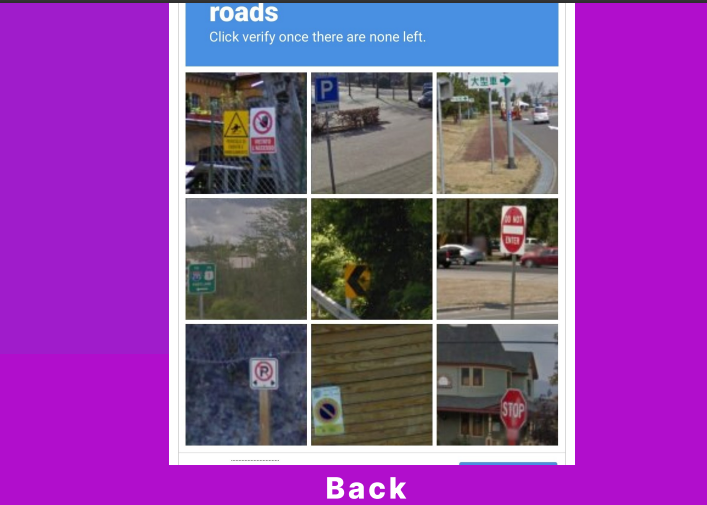 roads
Click verify once there are none left.
P
大型車
DO NOT
ENTER
P
STOP
Back